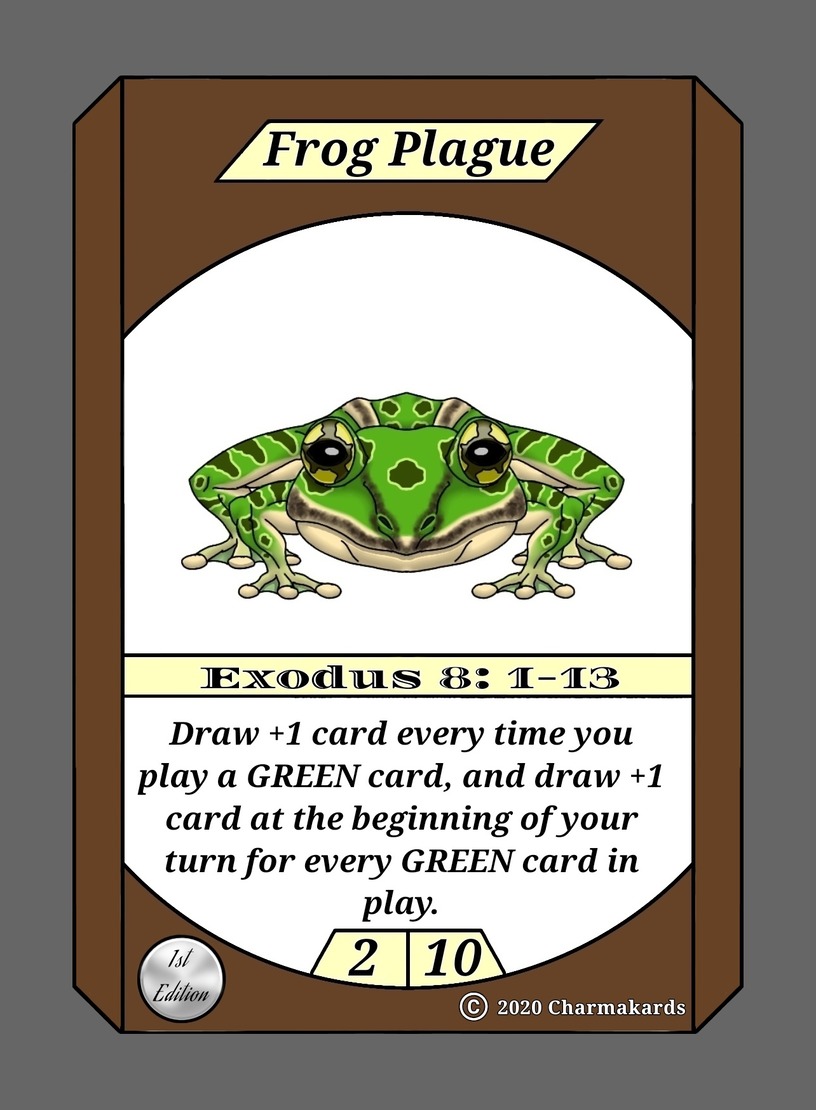 Frog Plague
Exodus 8: 1-13
Draw +1 card every time you
play a GREEN card, and draw +1
card at the beginning of your
turn for every GREEN card in
play.
2 10
1st
Edition
© 2020 Charmakards